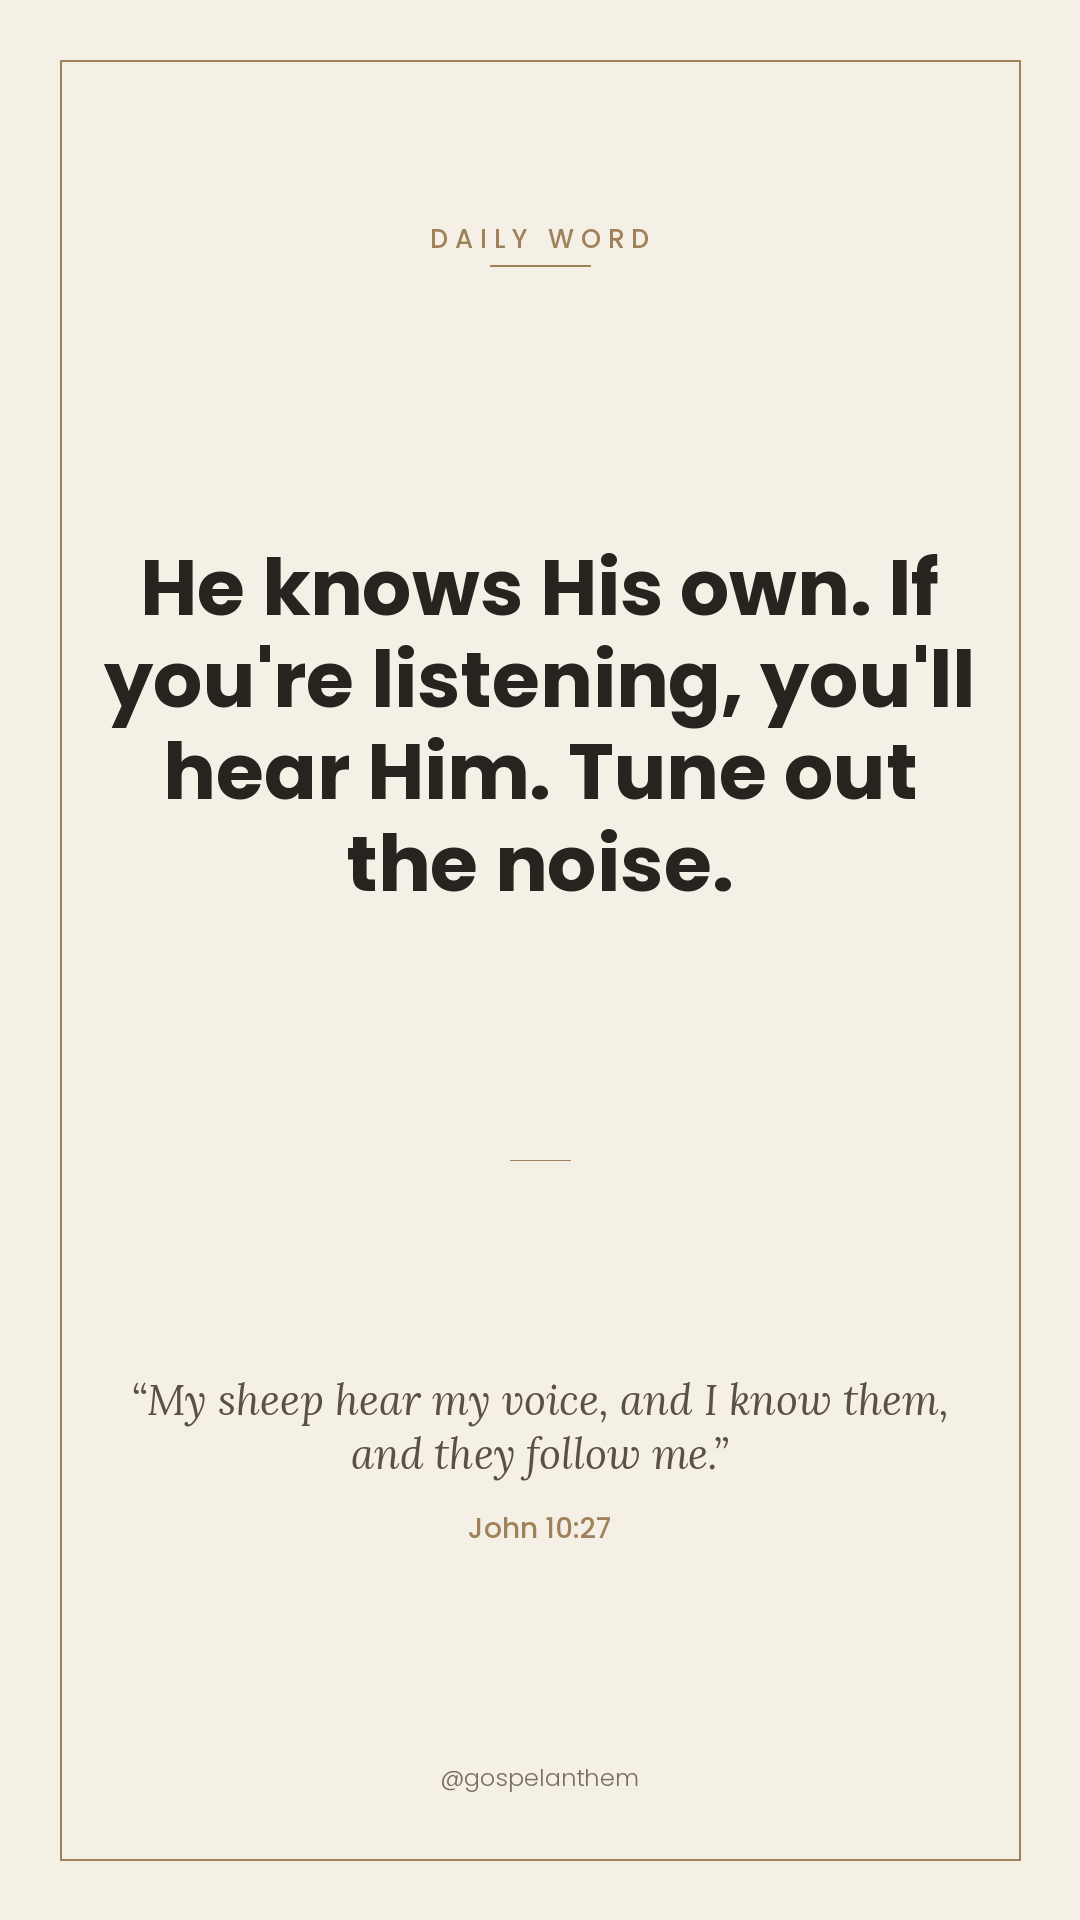 DAILY WORD
He knows His own. If
you're listening, you'll
hear Him. Tune out
the noise.
“My sheep hear my voice, and I know them,
and they follow me.”
John 10:27
@gospelanthem